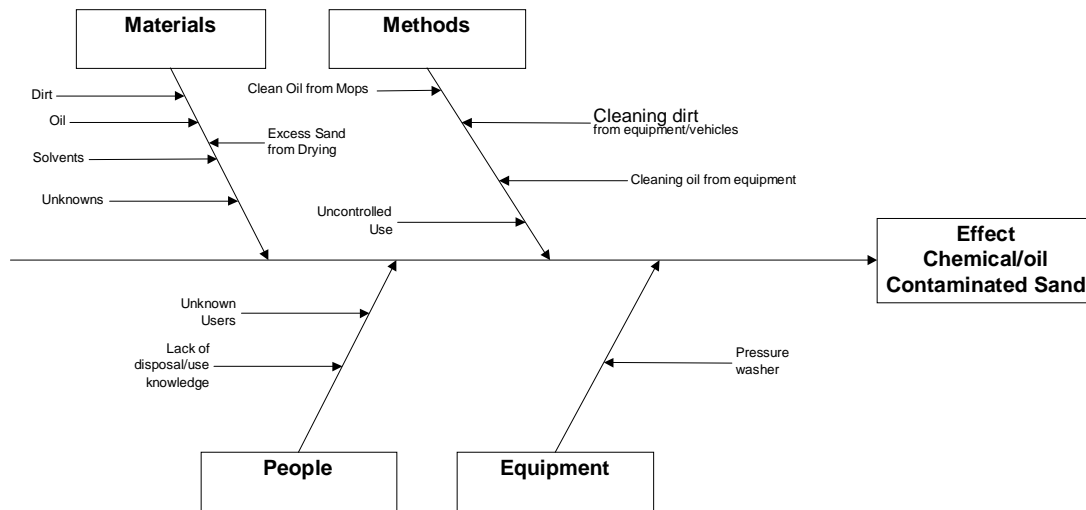 Materials
Methods
Dirt
Oil
Excess Sand
from Drying
Solvents
Unknowns
Clean Oil from Mops
Cleaning dirt
from equipment/vehicles
Cleaning oil from equipment
Uncontrolled
Use
Effect
Chemical/oil
Contaminated Sand
Unknown
Users
Lack of
disposal/use
knowledge
Pressure
washer
People
Equipment